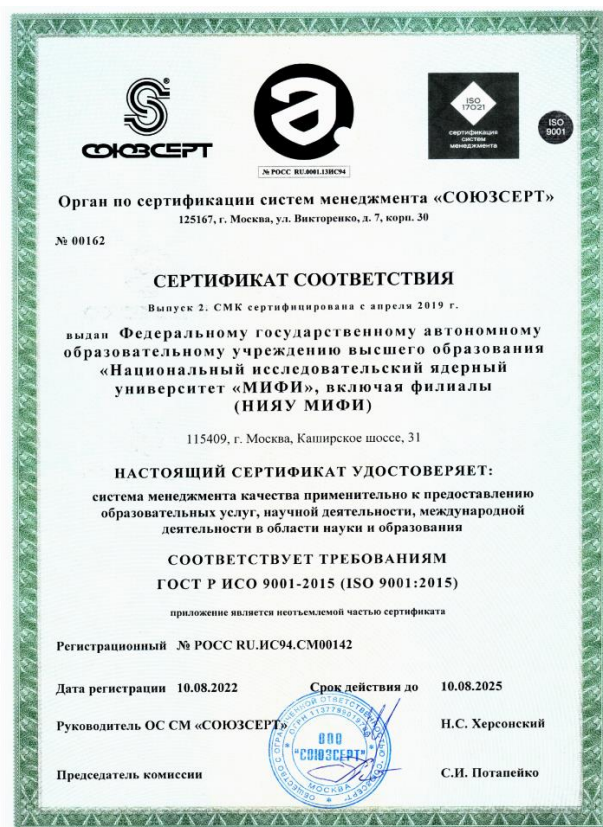 СОЮЗСЕРТ
№ РОСС RU.0001.13ИС94
ISO
17021
сертификация
систем
менеджмента
ISO
9001
Орган по сертификации систем менеджмента «СОЮЗСЕРТ»
125167, г. Москва, ул. Викторенко, д. 7, корп. 30
№ 00162
СЕРТИФИКАТ СООТВЕТСТВИЯ
Выпуск 2. СМК сертифицирована с апреля 2019 г.
выдан Федеральному государственному автономному
образовательному учреждению высшего образования
«Национальный исследовательский ядерный
университет «МИФИ», включая филиалы
(НИЯУ МИФИ)
115409, г. Москва, Каширское шоссе, 31
НАСТОЯЩИЙ СЕРТИФИКАТ УДОСТОВЕРЯЕТ:
система менеджмента качества применительно к предоставлению
образовательных услуг, научной деятельности, международной
деятельности в области науки и образования
СООТВЕТСТВУЕТ ТРЕБОВАНИЯМ
ГОСТ Р ИСО 9001-2015 (ISO 9001:2015)
приложение является неотъемлемой частью сертификата
Регистрационный № РОСС RU.ИС94.СМ00142
Дата регистрации 10.08.2022 Срок действия до 10.08.2025
Руководитель ОС СМ «СОЮЗСЕРТ» Н.С. Херсонский
ООО
"СОЮЗСЕРТ"
МОСКВА
Председатель комиссии С.И. Потапейко